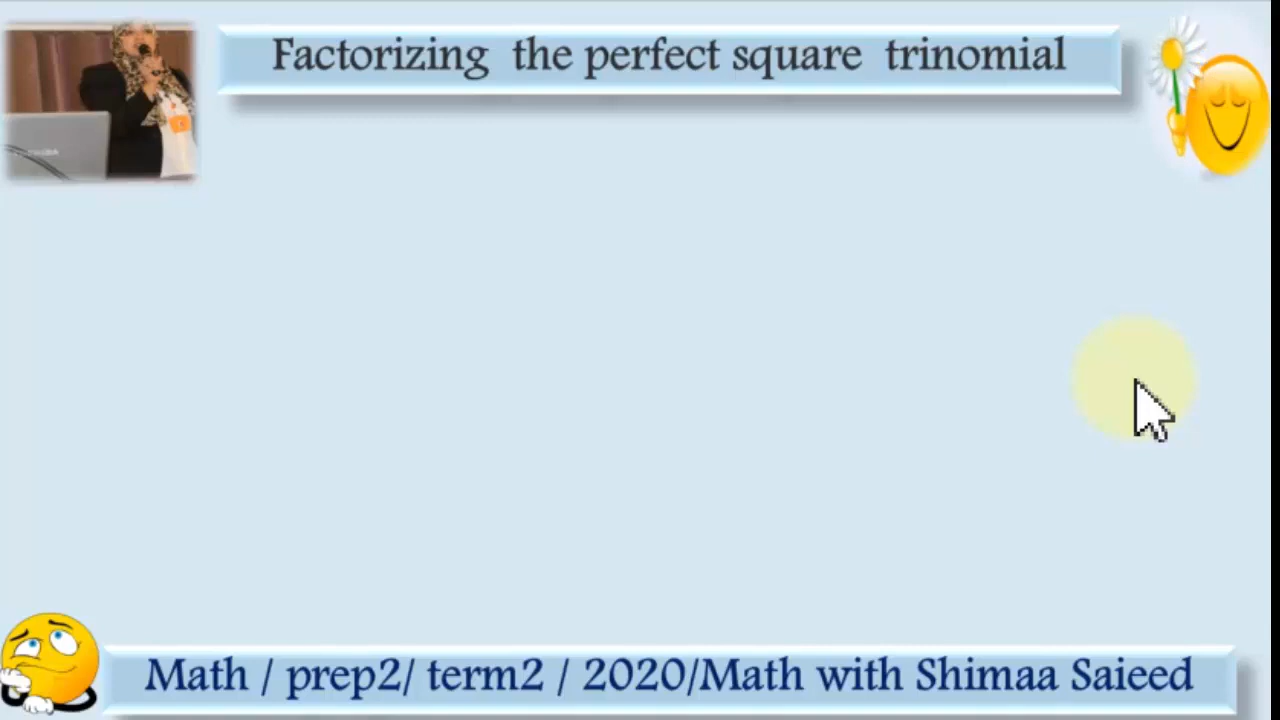 Factorizing the perfect square trinomial
Math / prep2/ term2 / 2020/Math with Shimaa Saieed